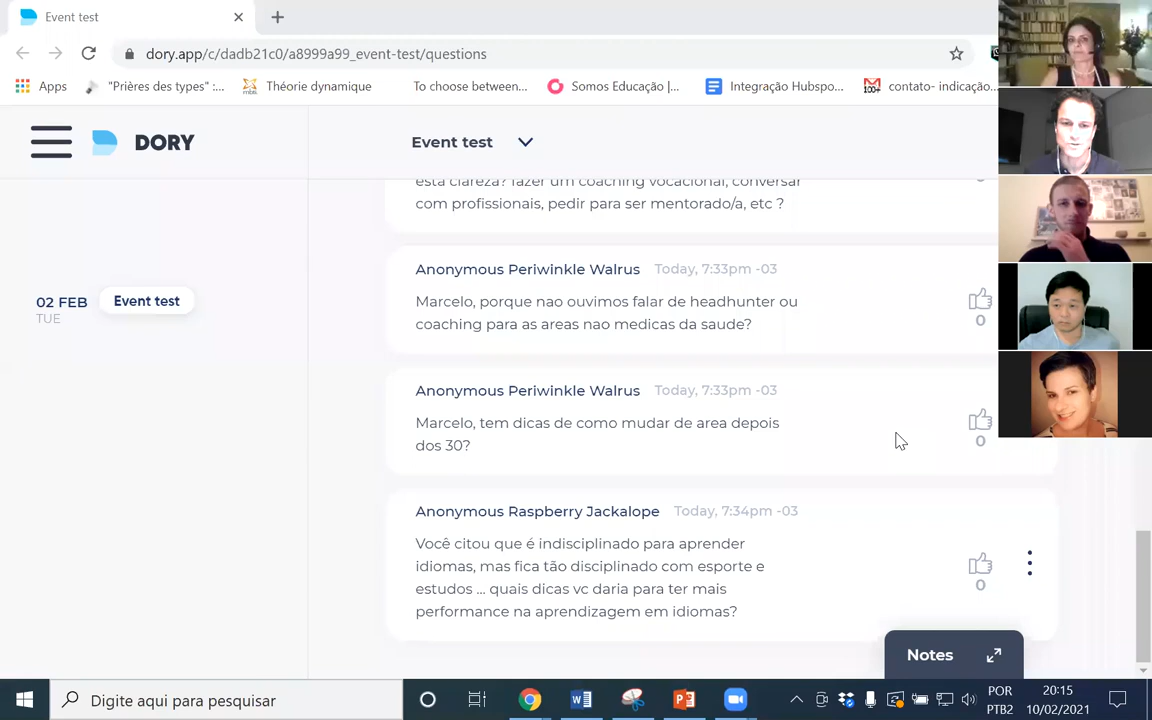 Event test
dory.app/c/dadb21c0/a8999a99_event-test/questions
Apps
"Prières des types" :...
Théorie dynamique
To choose between...
Somos Educação |...
Integração Hubspo...
contato- indicação...
DORY
Event test
esta clareza? fazer um coaching vocacional, conversar
com profissionais, pedir para ser mentorado/a, etc ?
02 FEB
TUE
Event test
Anonymous Periwinkle Walrus Today, 7:33pm -03
Marcelo, porque nao ouvimos falar de headhunter ou
coaching para as areas nao medicas da saude?
0
Anonymous Periwinkle Walrus Today, 7:33pm -03
Marcelo, tem dicas de como mudar de area depois
dos 30?
0
Anonymous Raspberry Jackalope Today, 7:34pm -03
Você citou que é indisciplinado para aprender
idiomas, mas fica tão disciplinado com esporte e
estudos ... quais dicas vc daria para ter mais
performance na aprendizagem em idiomas?
0
Notes
Digite aqui para pesquisar
POR
PTB2
20:15
10/02/2021